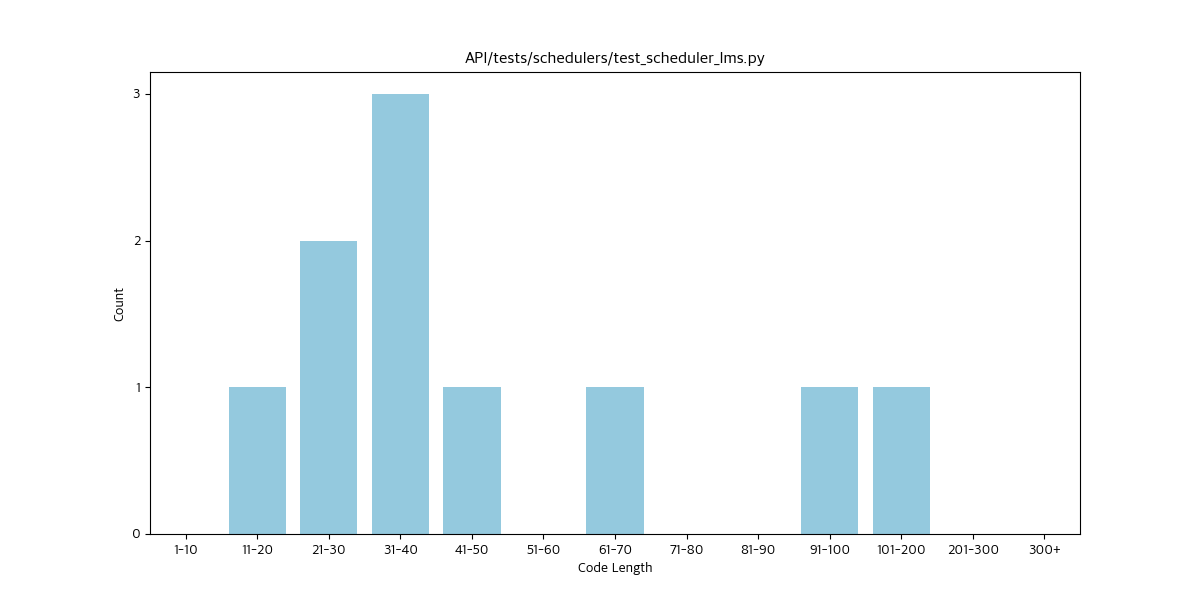 API/tests/schedulers/test_scheduler_lms.py
3
2
1
0
Count
1-10 11-20 21-30 31-40 41-50 51-60 61-70 71-80 81-90 91-100 101-200 201-300 300+
Code Length